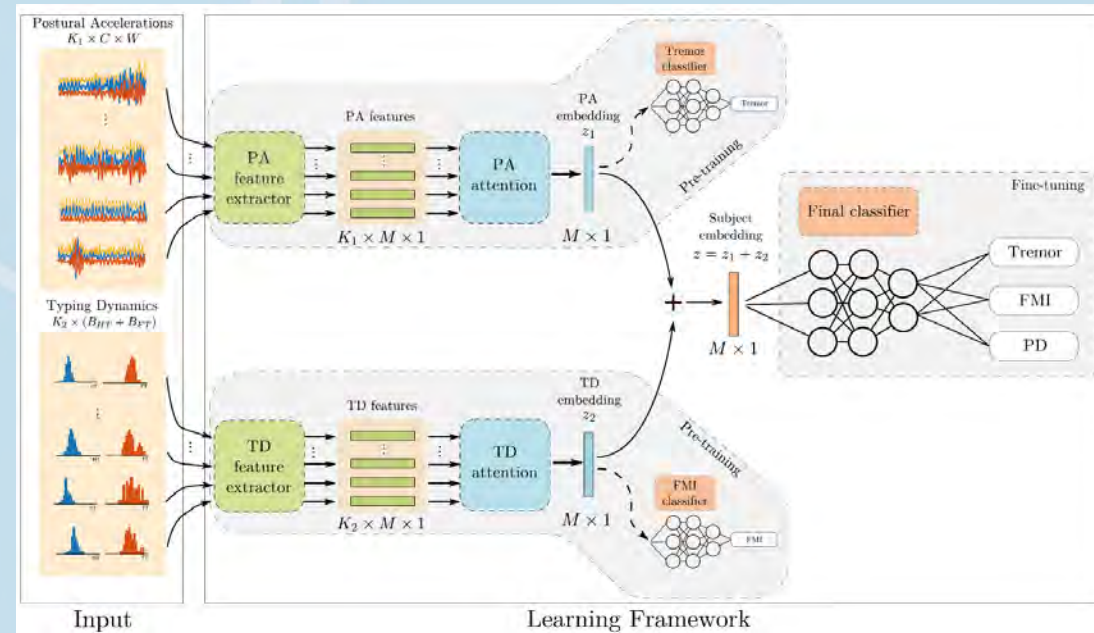 Postural Accelerations
K₁ × C × W
Typing Dynamics
K₂ × (B_HT + B_FT)
Input
PA
feature
extractor
PA features
K₁ × M × 1
PA
attention
PA
embedding
z₁
M × 1
Tremor
classifier
Tremor
Pre-training
TD
feature
extractor
TD features
K₂ × M × 1
TD
attention
TD
embedding
z₂
M × 1
Pre-training
FMI
classifier
FMI
+
Subject
embedding
z = z₁ + z₂
M × 1
Fine-tuning
Final classifier
Tremor
FMI
PD
Learning Framework